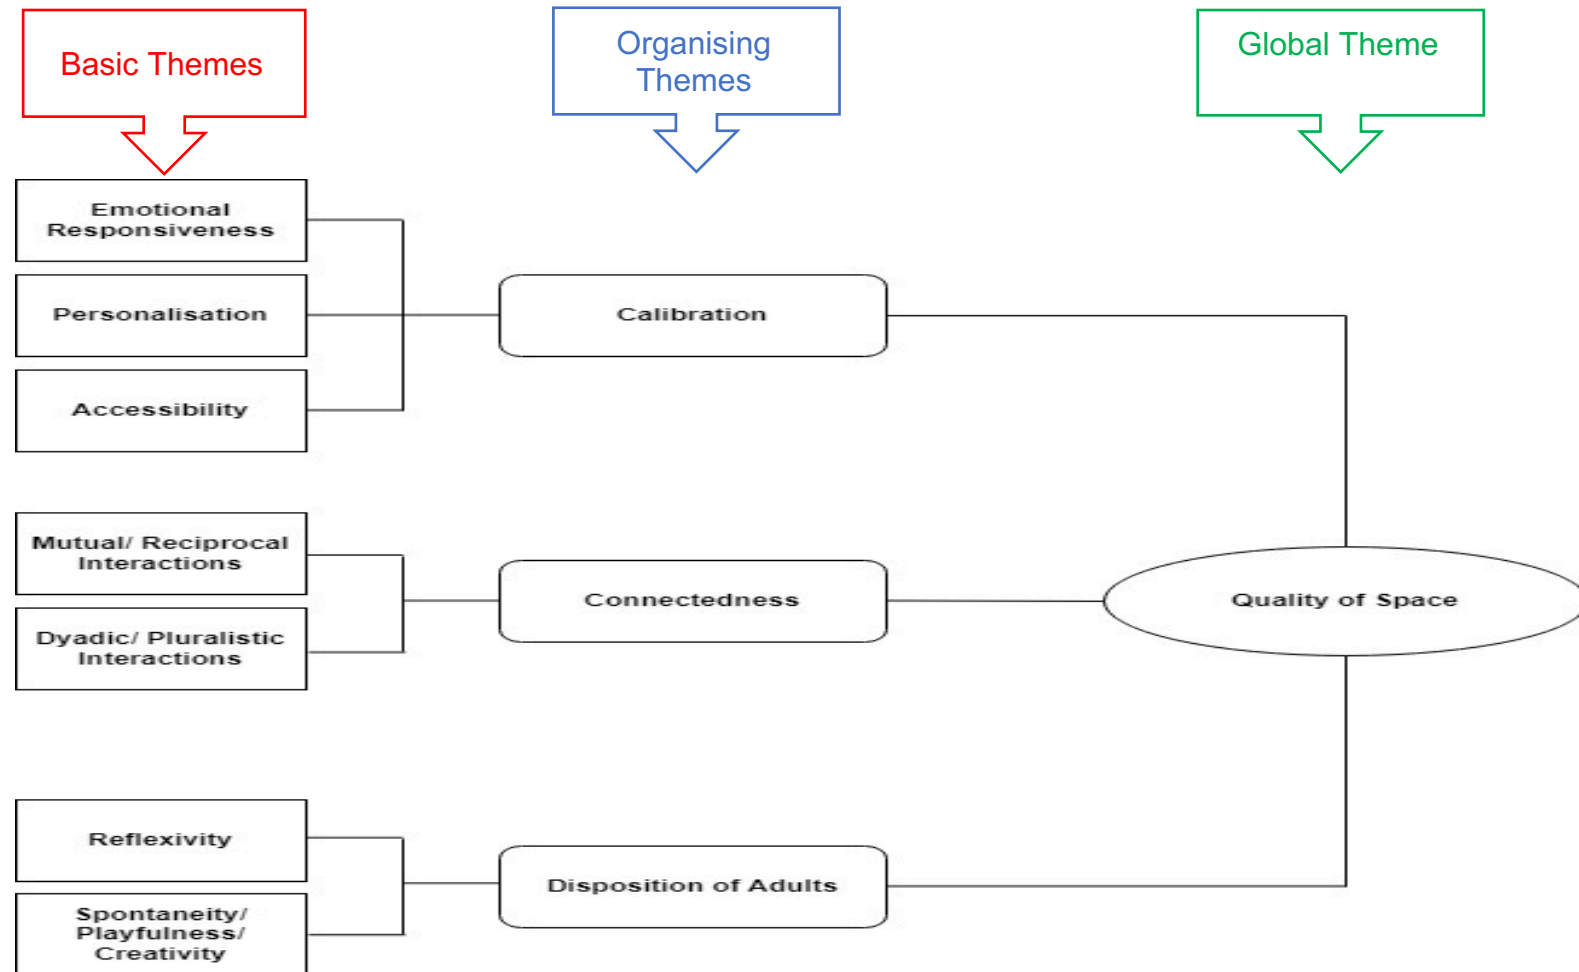 Basic Themes
Organising
Themes
Global Theme
Emotional
Responsiveness
Personalisation
Accessibility
Calibration
Mutual/ Reciprocal
Interactions
Dyadic/ Pluralistic
Interactions
Connectedness
Quality of Space
Reflexivity
Spontaneity/
Playfulness/
Creativity
Disposition of Adults